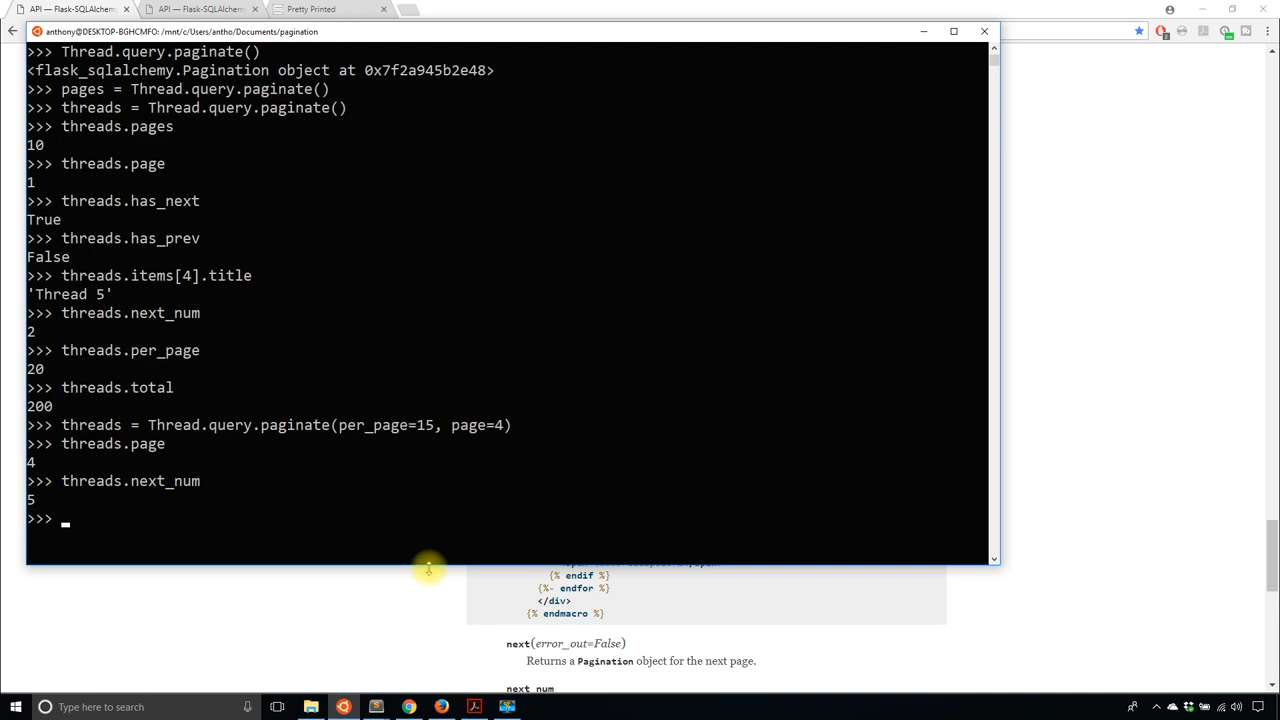 API — Flask-SQLAlchem
API — Flask-SQLAlchem
Pretty Printed
anthony@DESKTOP-BGHCMFO: /mnt/c/Users/antho/Documents/pagination
>>> Thread.query.paginate()
<flask_sqlalchemy.Pagination object at 0x7f2a945b2e48>
>>> pages = Thread.query.paginate()
>>> threads = Thread.query.paginate()
>>> threads.pages
10
>>> threads.page
1
>>> threads.has_next
True
>>> threads.has_prev
False
>>> threads.items[4].title
'Thread 5'
>>> threads.next_num
2
>>> threads.per_page
20
>>> threads.total
200
>>> threads = Thread.query.paginate(per_page=15, page=4)
>>> threads.page
4
>>> threads.next_num
5
>>>
{% endif %}
{%- endfor %}
</div>
{% endmacro %}
next(error_out=False)
Returns a Pagination object for the next page.
next_num
Type here to search